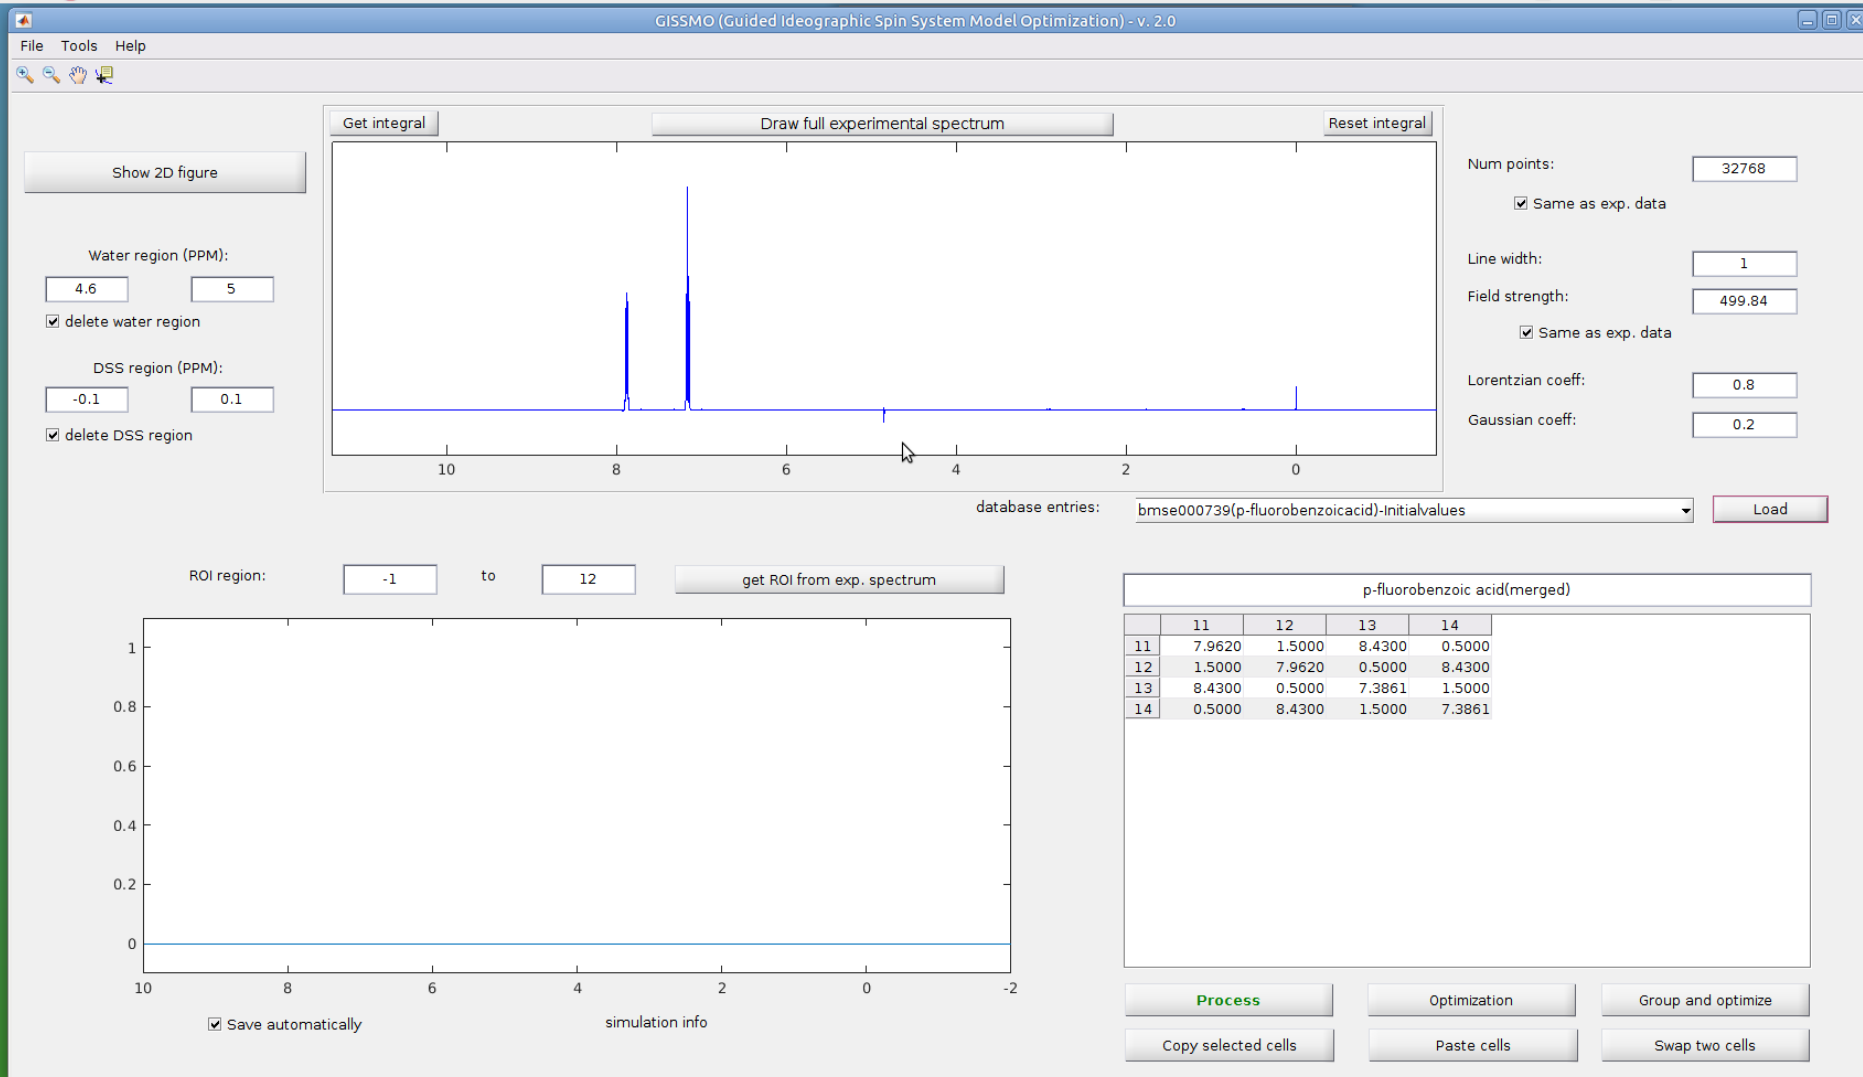 GISSMO (Guided Ideographic Spin System Model Optimization) - v. 2.0
File Tools Help
Get integral Draw full experimental spectrum Reset integral
Show 2D figure
Num points: 32768
Same as exp. data
Water region (PPM):
4.6 5
delete water region
Line width: 1
Field strength: 499.84
Same as exp. data
DSS region (PPM):
-0.1 0.1
delete DSS region
Lorentzian coeff: 0.8
Gaussian coeff: 0.2
10 8 6 4 2 0
database entries: bmse000739(p-fluorobenzoicacid)-Initialvalues Load
ROI region: -1 to 12 get ROI from exp. spectrum
p-fluorobenzoic acid(merged)
11 12 13 14
11 7.9620 1.5000 8.4300 0.5000
12 1.5000 7.9620 0.5000 8.4300
13 8.4300 0.5000 7.3861 1.5000
14 0.5000 8.4300 1.5000 7.3861
1
0.8
0.6
0.4
0.2
0
10 8 6 4 2 0 -2
Save automatically simulation info
Process Optimization Group and optimize
Copy selected cells Paste cells Swap two cells